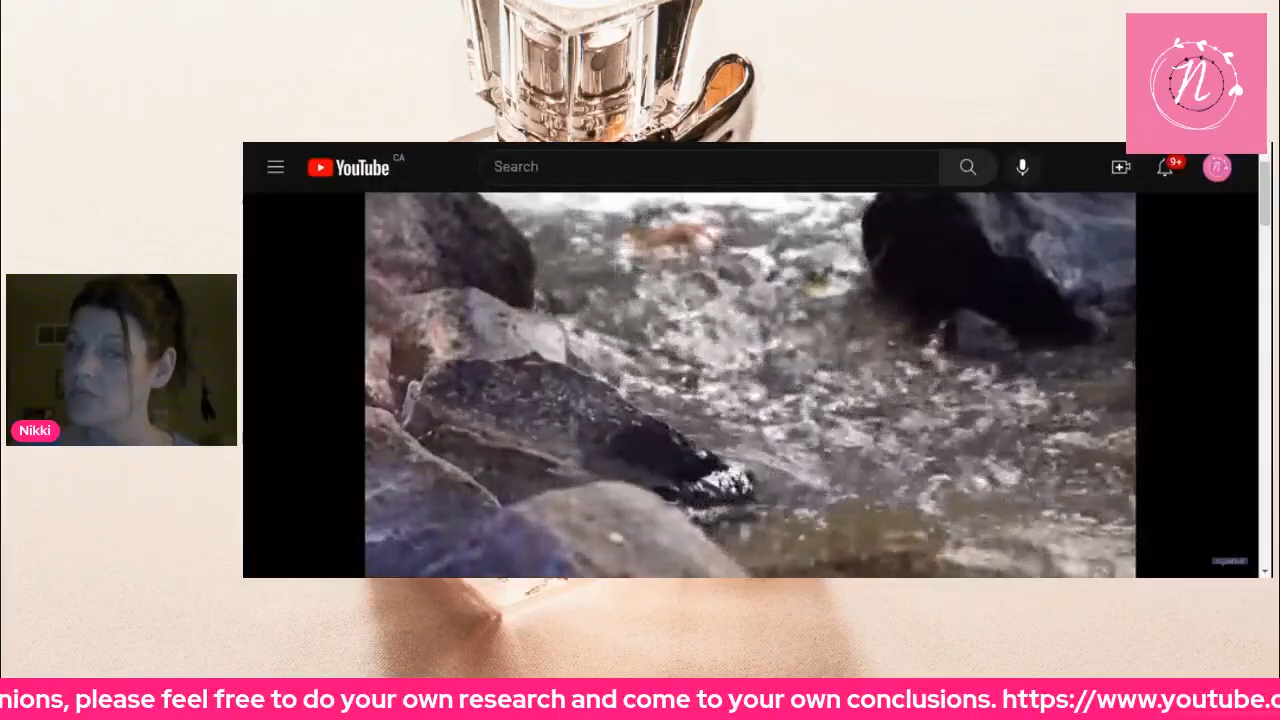 n
YouTube CA
Search
9+
Nikki
nions, please feel free to do your own research and come to your own conclusions. https://www.youtube.c